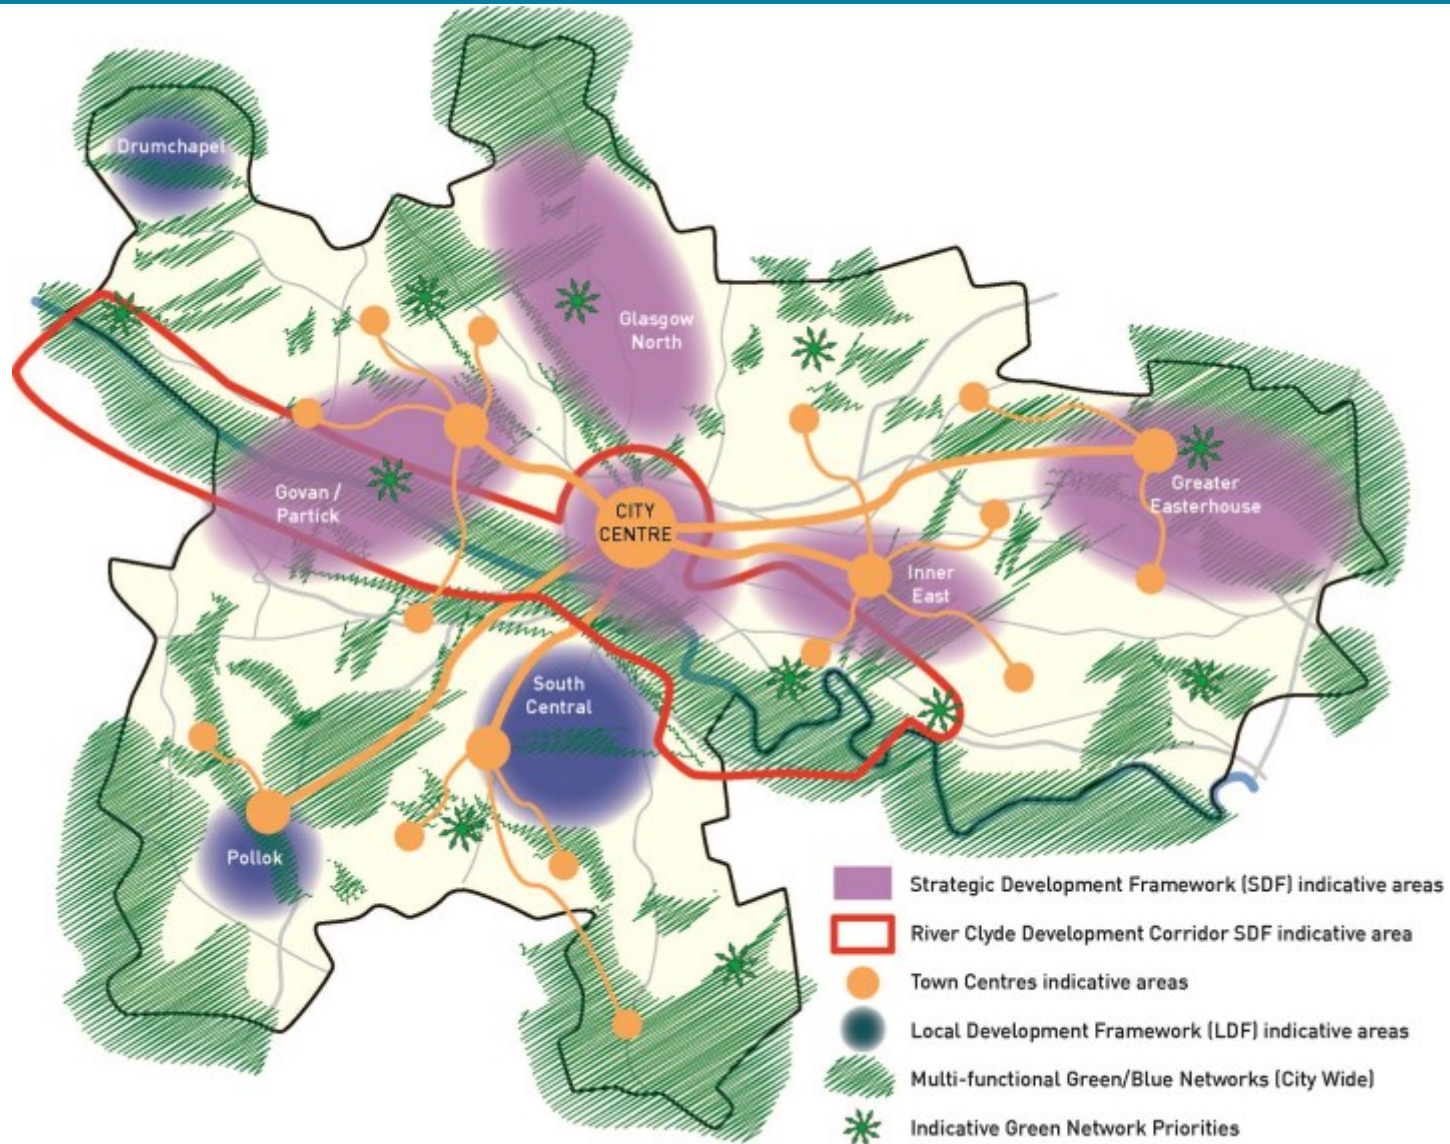 Drumchapel
Glasgow
North
Govan /
Partick
CITY
CENTRE
Greater
Easterhouse
Inner
East
South
Central
Pollok
Strategic Development Framework (SDF) indicative areas
River Clyde Development Corridor SDF indicative area
Town Centres indicative areas
Local Development Framework (LDF) indicative areas
Multi-functional Green/Blue Networks (City Wide)
Indicative Green Network Priorities